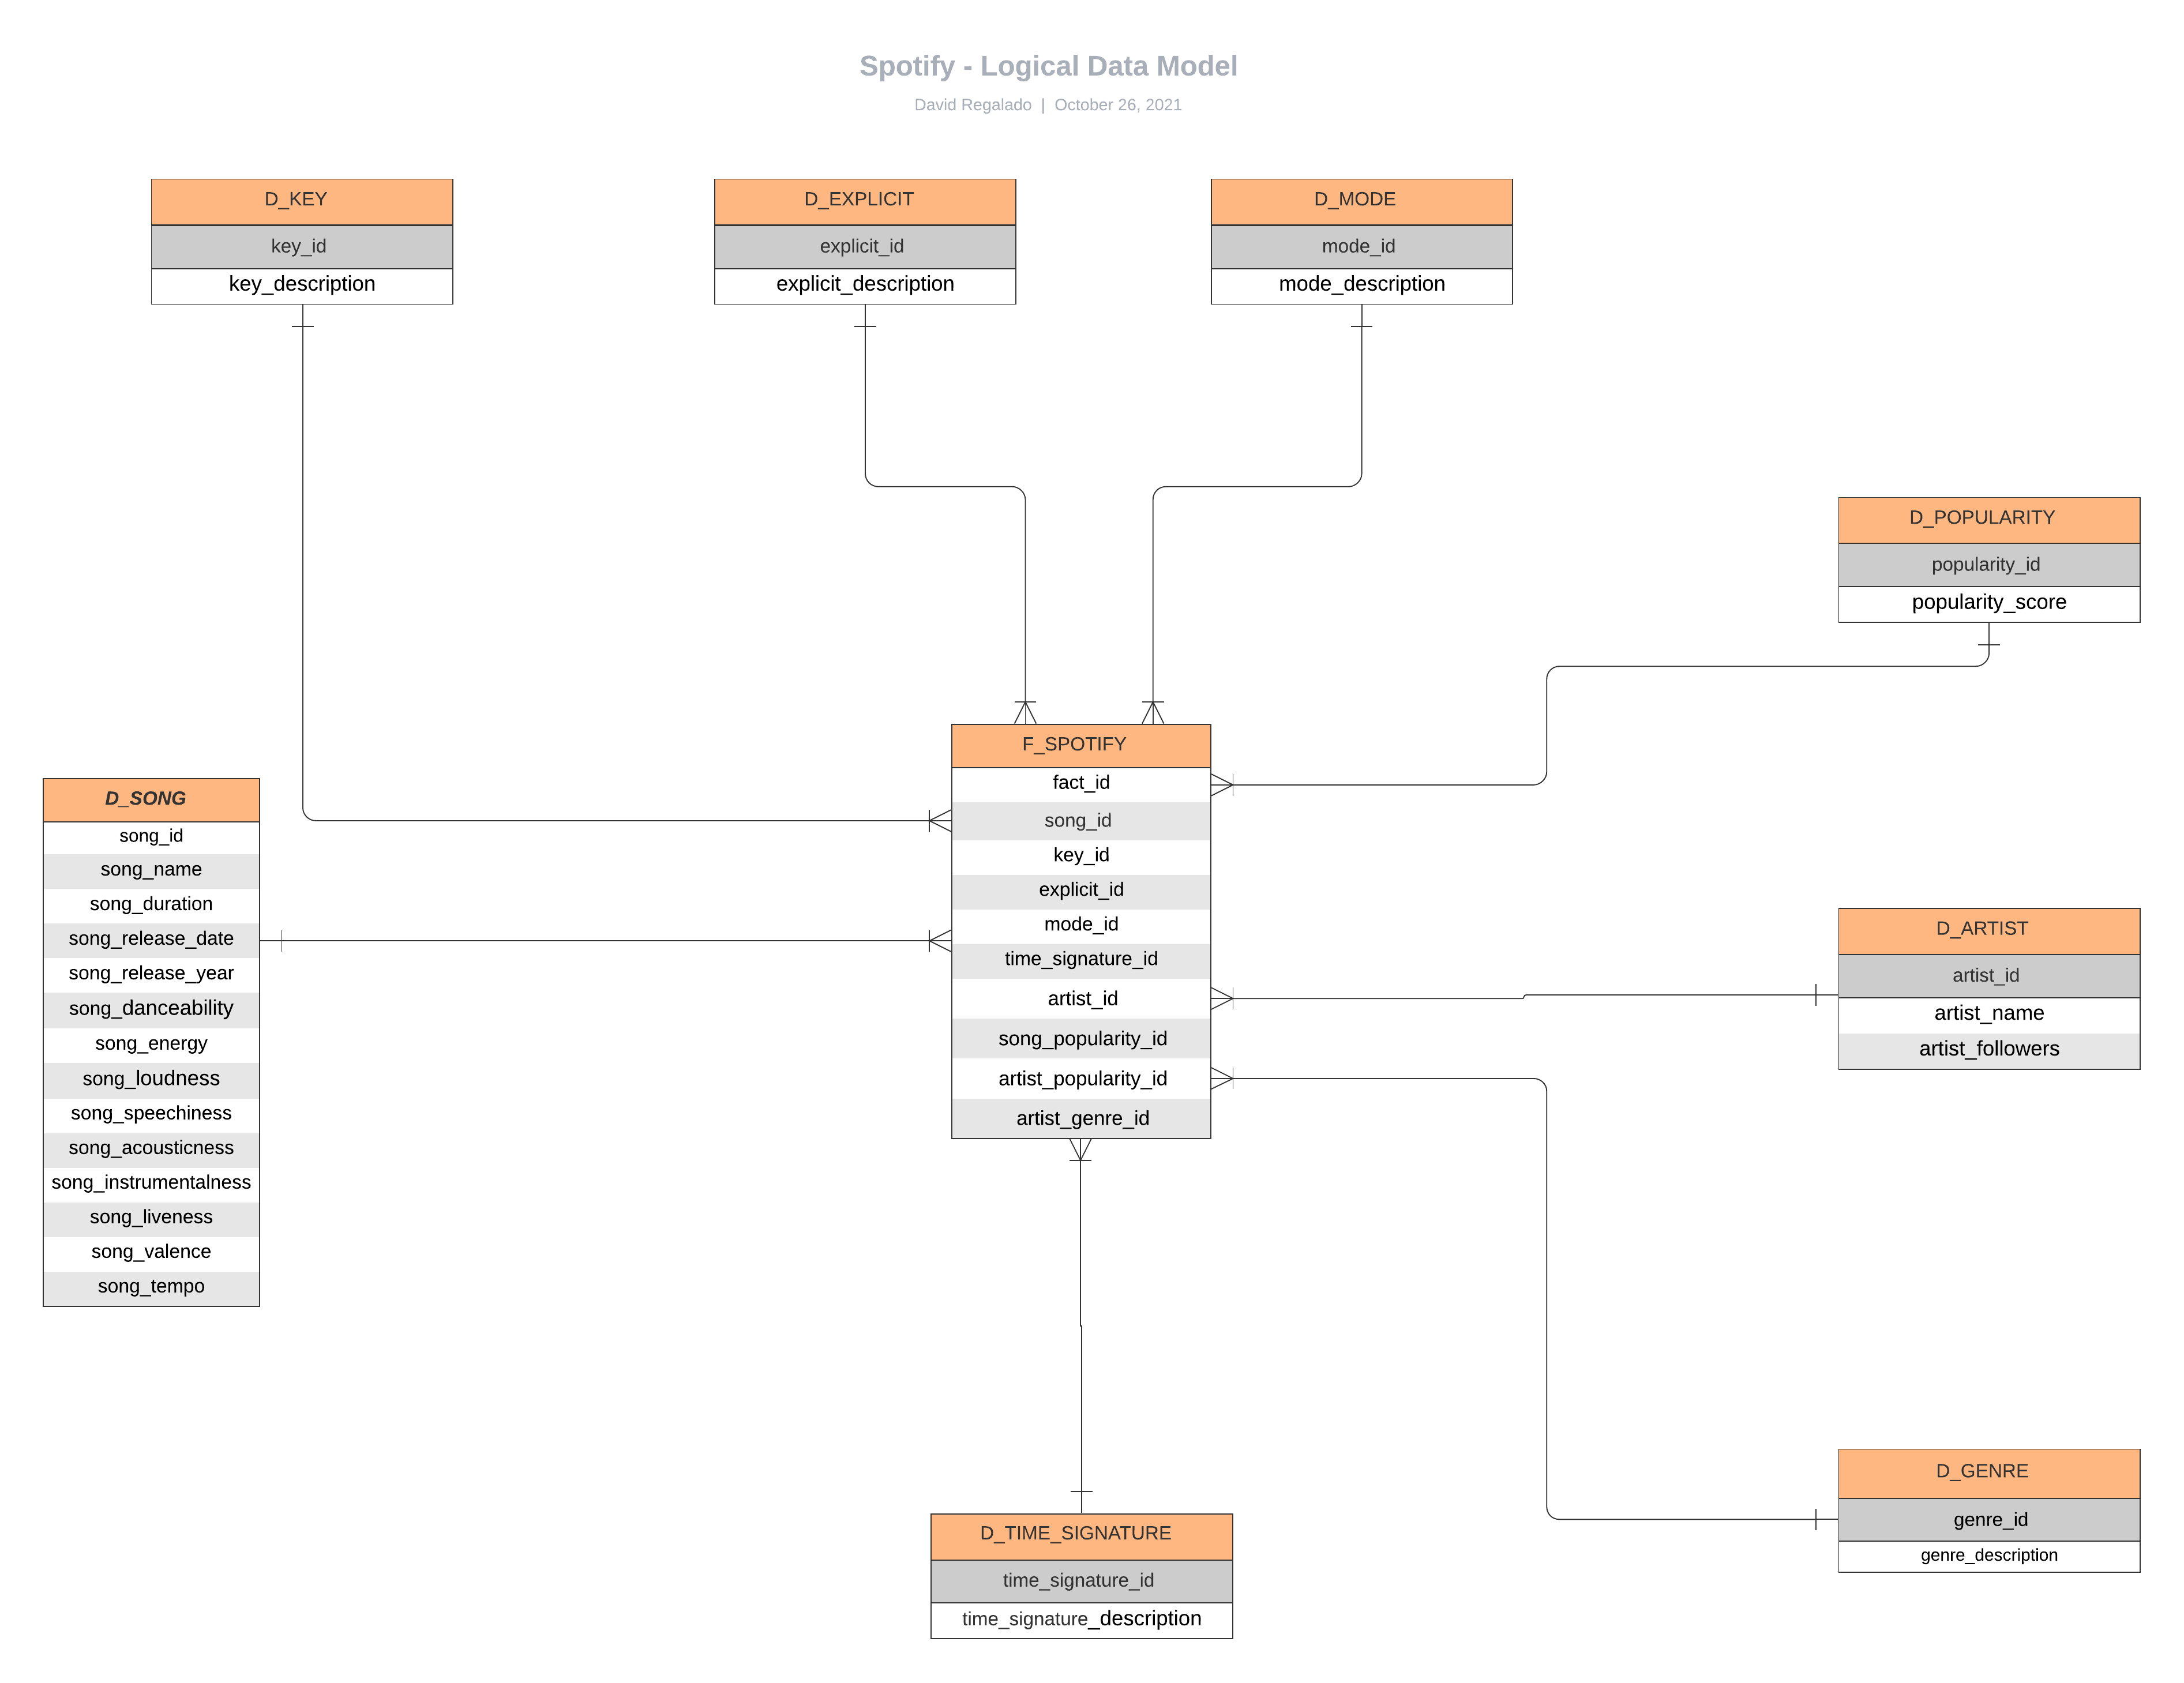 Spotify - Logical Data Model
David Regalado | October 26, 2021
D_KEY
key_id
key_description
D_EXPLICIT
explicit_id
explicit_description
D_MODE
mode_id
mode_description
D_POPULARITY
popularity_id
popularity_score
F_SPOTIFY
fact_id
song_id
key_id
explicit_id
mode_id
time_signature_id
artist_id
song_popularity_id
artist_popularity_id
artist_genre_id
D_SONG
song_id
song_name
song_duration
song_release_date
song_release_year
song_danceability
song_energy
song_loudness
song_speechiness
song_acousticness
song_instrumentalness
song_liveness
song_valence
song_tempo
D_ARTIST
artist_id
artist_name
artist_followers
D_GENRE
genre_id
genre_description
D_TIME_SIGNATURE
time_signature_id
time_signature_description